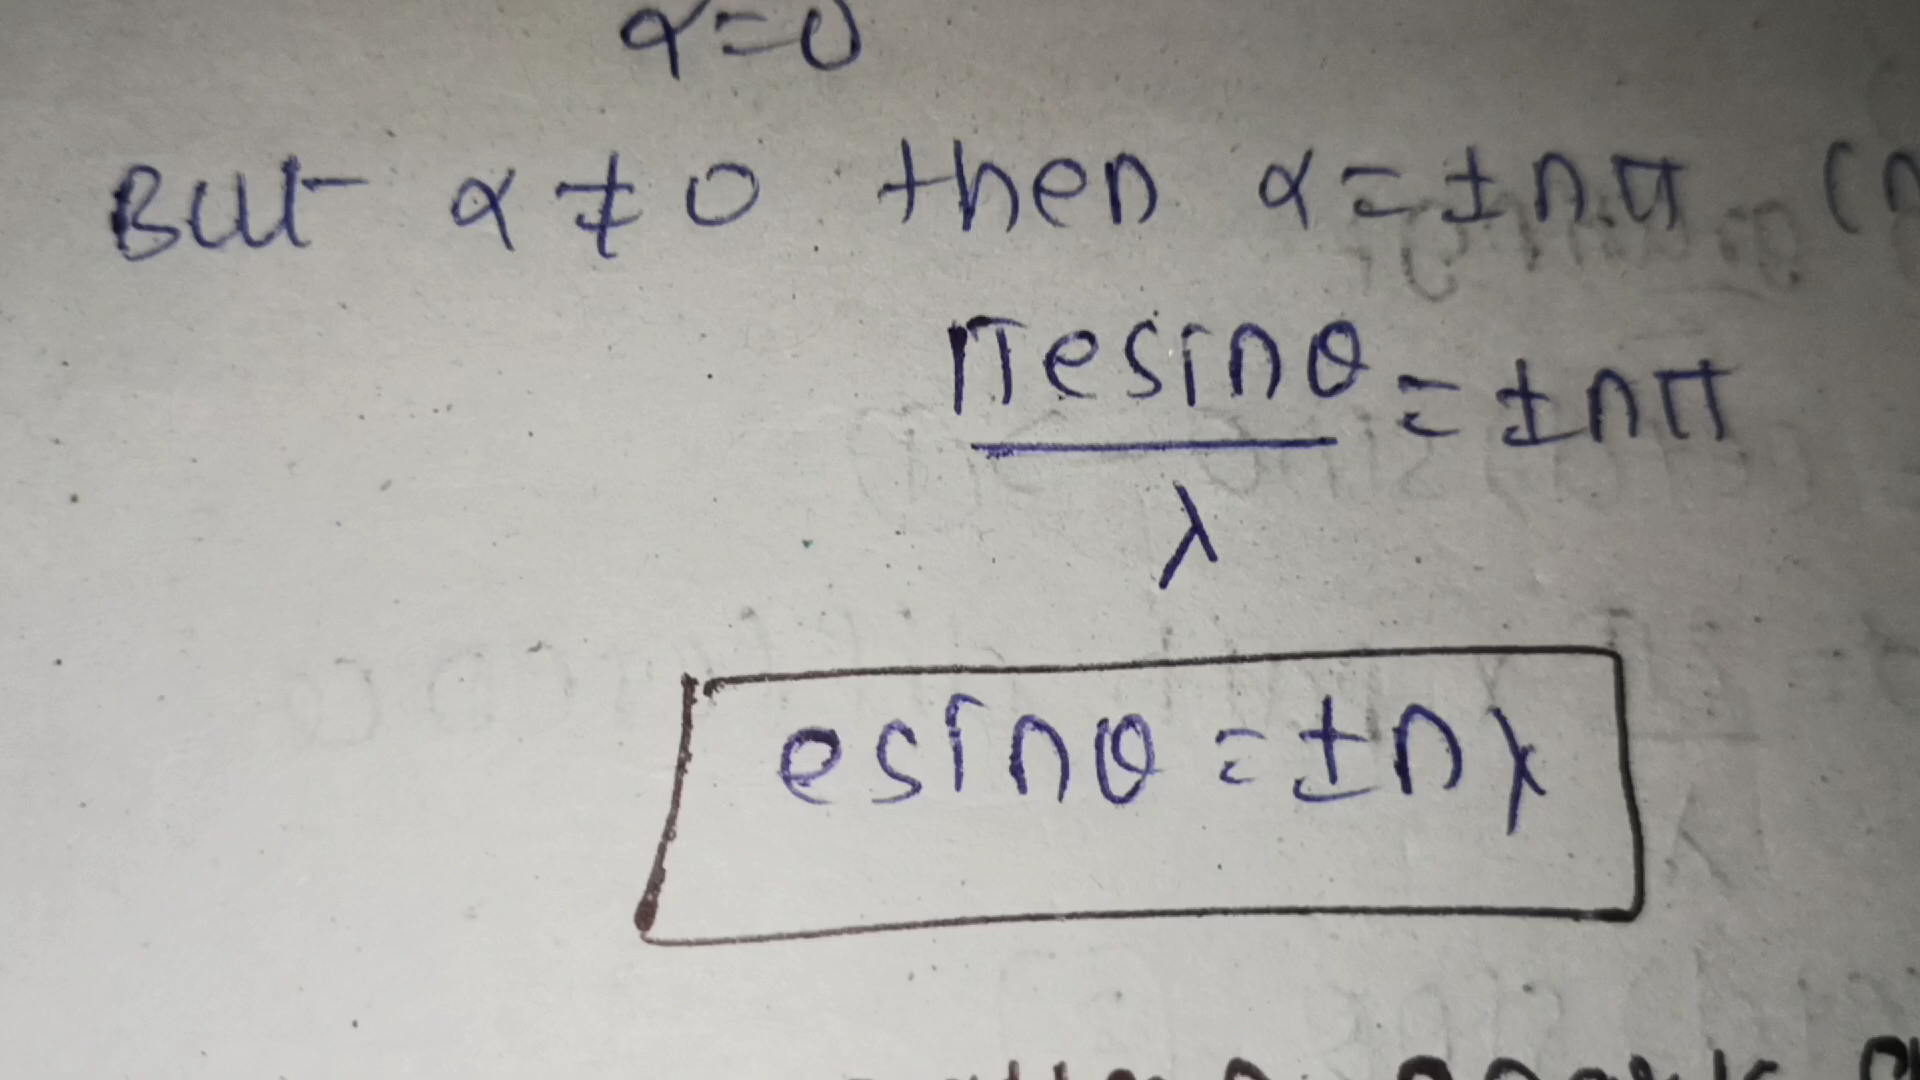 α=0
But α≠0 then α=±nπ (n
πesinθ/λ = ±nπ
esinθ=±nλ